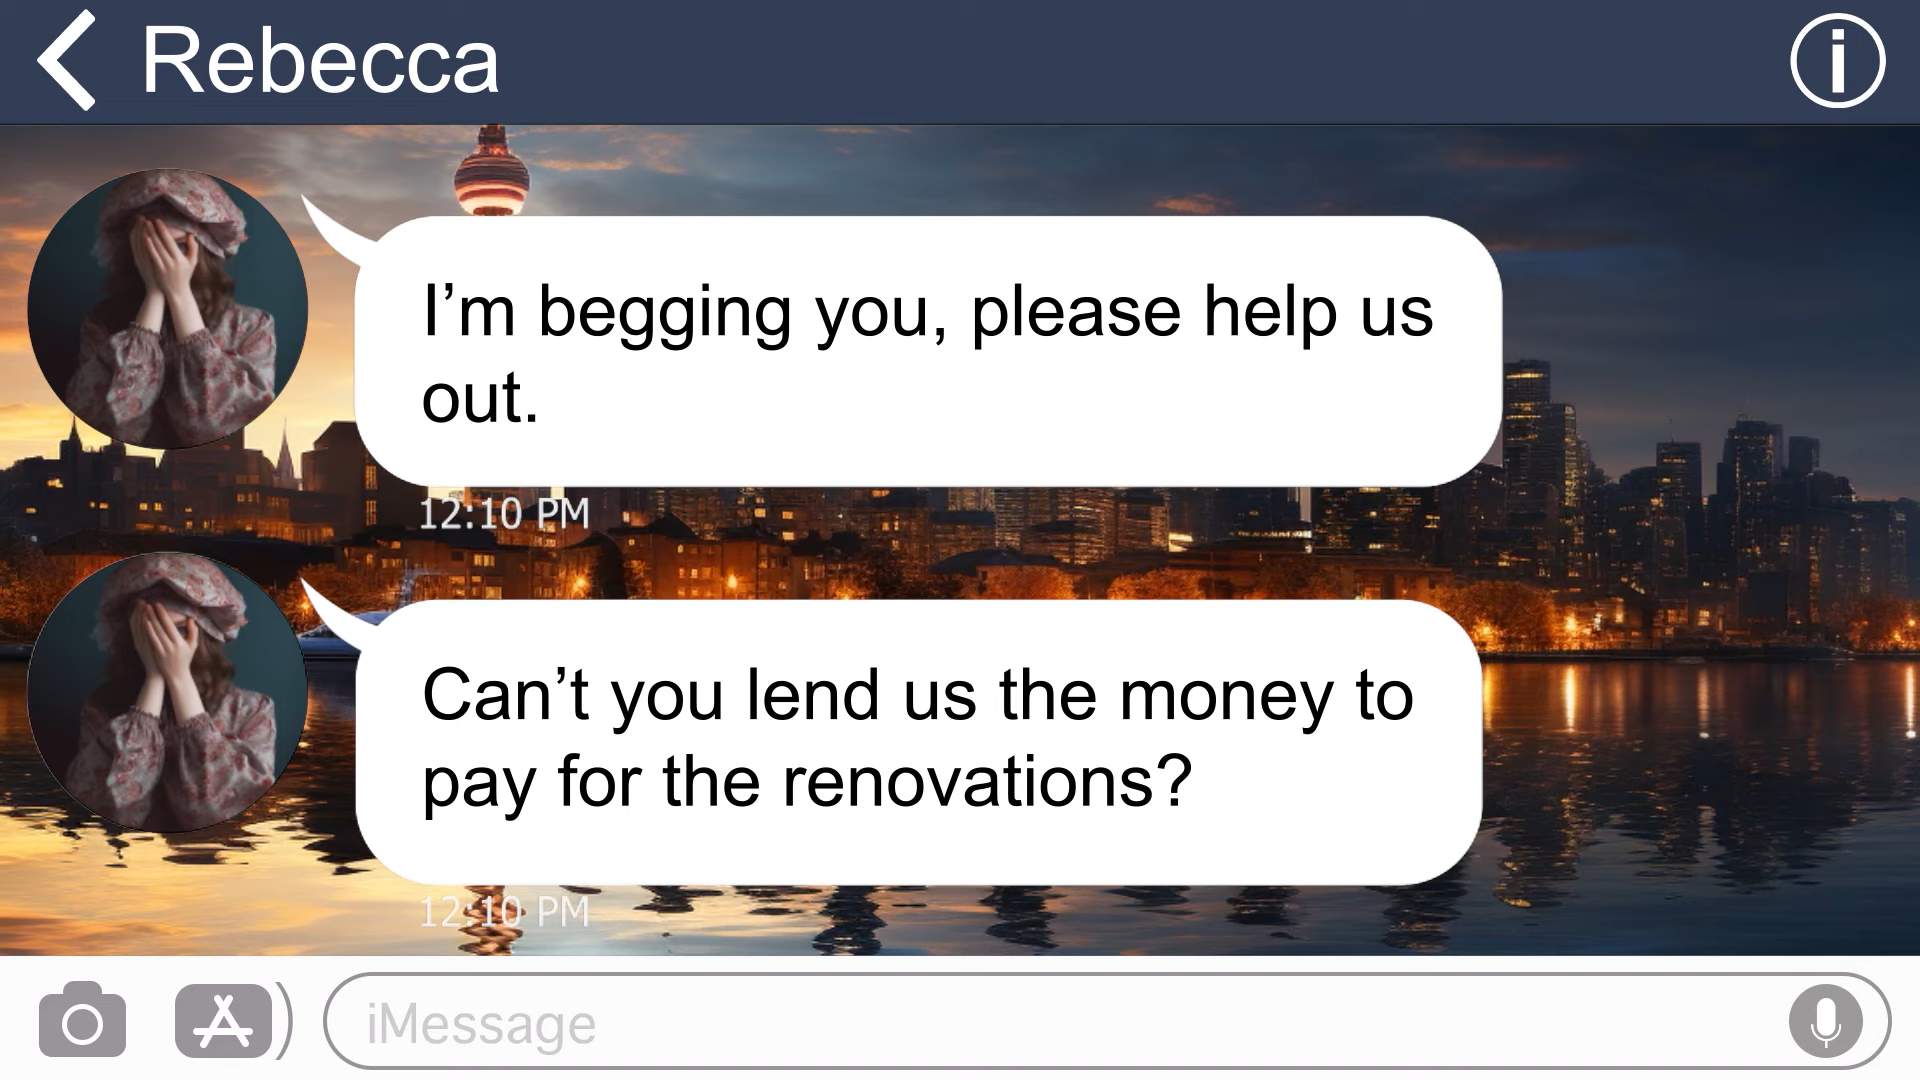 Rebecca
I’m begging you, please help us
out.
12:10 PM
Can’t you lend us the money to
pay for the renovations?
12:10 PM
iMessage